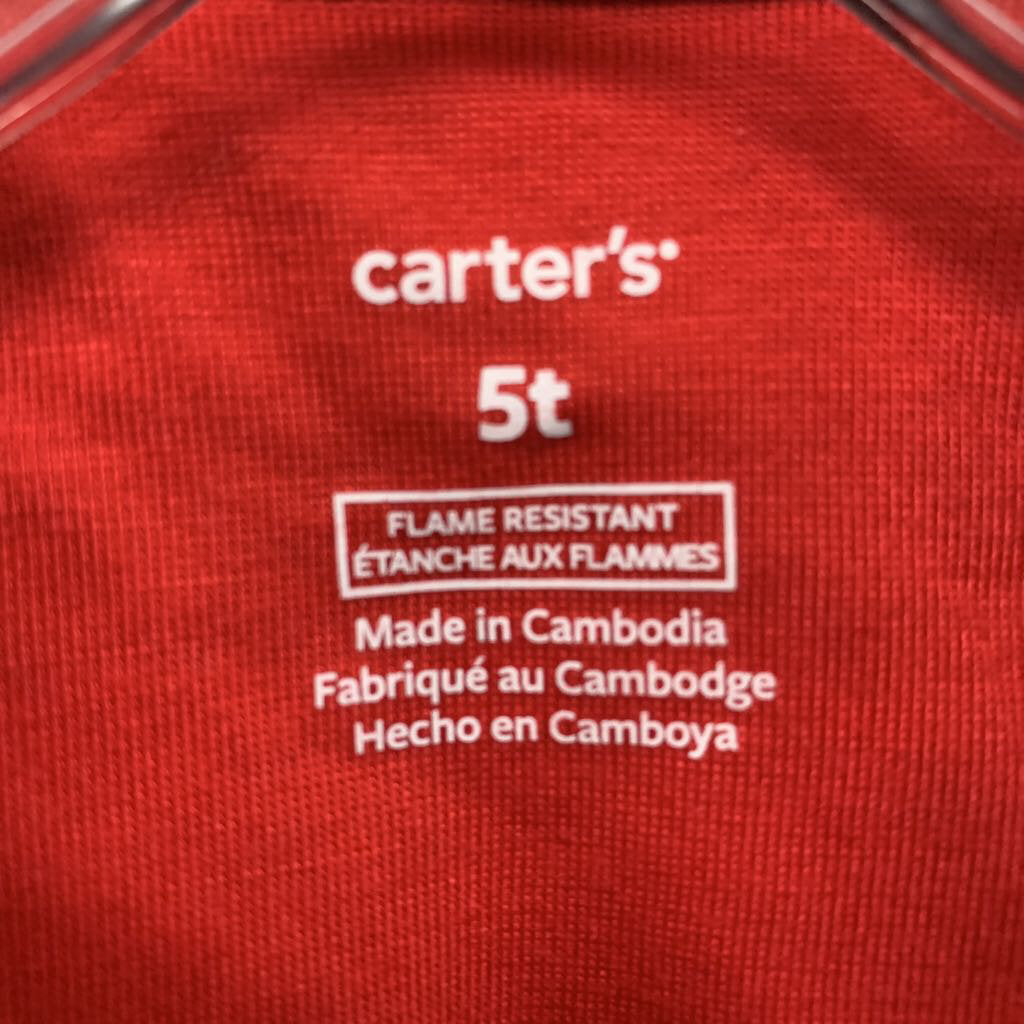 carter's
5t
FLAME RESISTANT
ÉTANCHE AUX FLAMMES
Made in Cambodia
Fabriqué au Cambodge
Hecho en Camboya